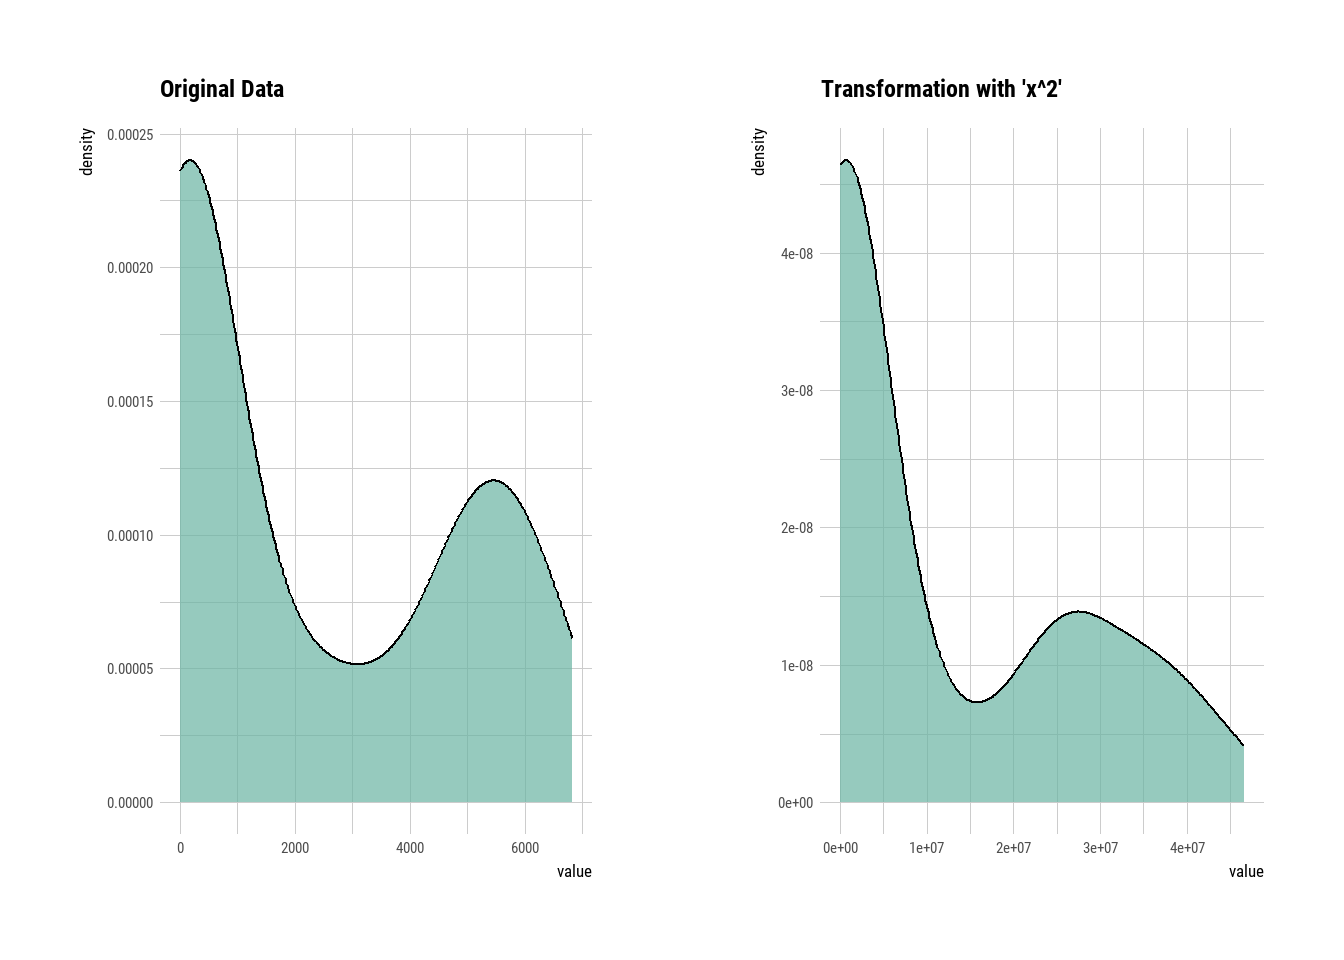 Original Data
density
0.00025
0.00020
0.00015
0.00010
0.00005
0.00000
0
2000
4000
6000
value
Transformation with 'x^2'
density
4e-08
3e-08
2e-08
1e-08
0e+00
0e+00
1e+07
2e+07
3e+07
4e+07
value